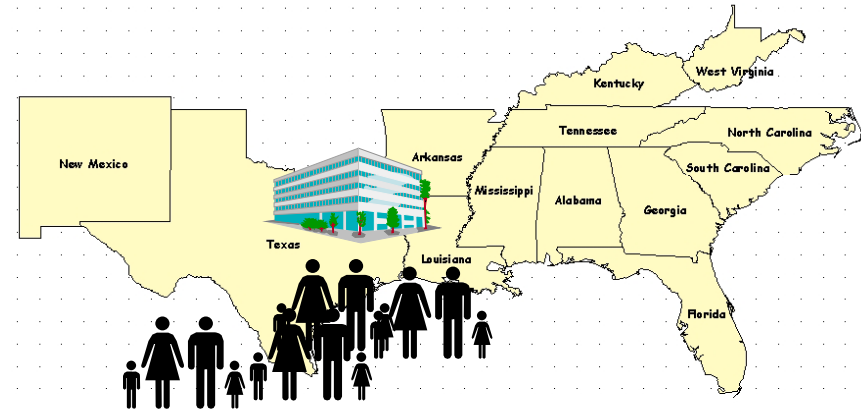 West Virginia
Kentucky
Tennessee
North Carolina
New Mexico
Arkansas
South Carolina
Mississippi
Alabama
Georgia
Texas
Louisiana
Florida